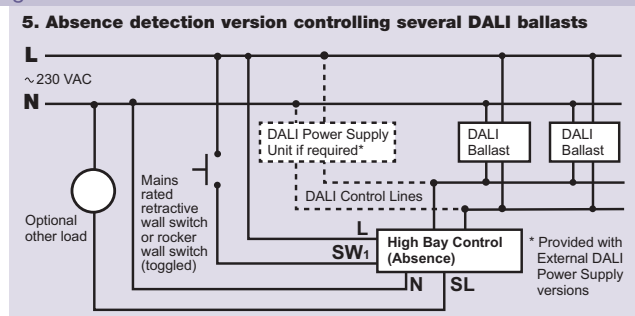 5. Absence detection version controlling several DALI ballasts
L
~230 VAC
N
DALI Power Supply
Unit if required*
DALI
Ballast
DALI
Ballast
Mains
rated
retractive
wall switch
or rocker
wall switch
(toggled)
DALI Control Lines
Optional
other load
L
SW1
High Bay Control
(Absence)
N
SL
* Provided with
External DALI
Power Supply
versions